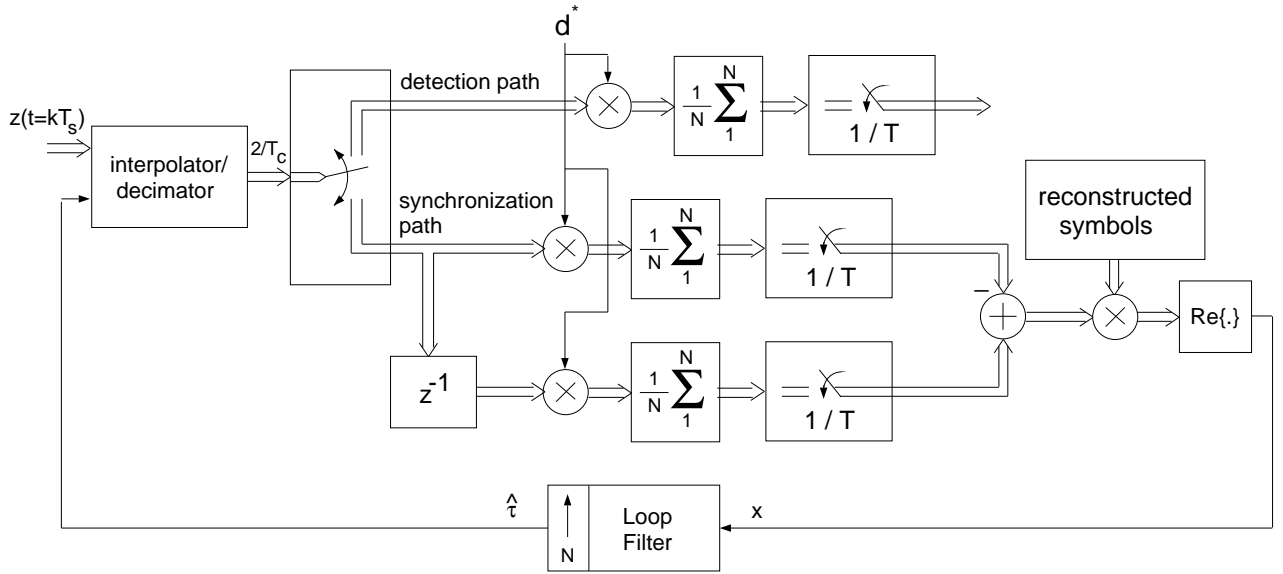 d*
detection path
1/N ∑ N 1
1 / T
z(t=kTs)
interpolator/
decimator
2/Tc
synchronization
path
1/N ∑ N 1
1 / T
reconstructed
symbols
−
+
Re{.}
z-1
1/N ∑ N 1
1 / T
τ̂
N
Loop
Filter
x